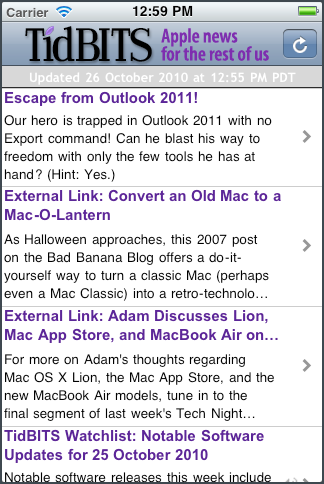 Carrier 12:59 PM
TidBITS Apple news
for the rest of us
Updated 26 October 2010 at 12:55 PM PDT
Escape from Outlook 2011!
Our hero is trapped in Outlook 2011 with no
Export command! Can he blast his way to
freedom with only the few tools he has at
hand? (Hint: Yes.)
External Link: Convert an Old Mac to a
Mac-O-Lantern
As Halloween approaches, this 2007 post
on the Bad Banana Blog offers a do-it-
yourself way to turn a classic Mac (perhaps
even a Mac Classic) into a retro-technolo…
External Link: Adam Discusses Lion,
Mac App Store, and MacBook Air on…
For more on Adam's thoughts regarding
Mac OS X Lion, the Mac App Store, and the
new MacBook Air models, tune in to the
final segment of last week's Tech Night…
TidBITS Watchlist: Notable Software
Updates for 25 October 2010
Notable software releases this week include